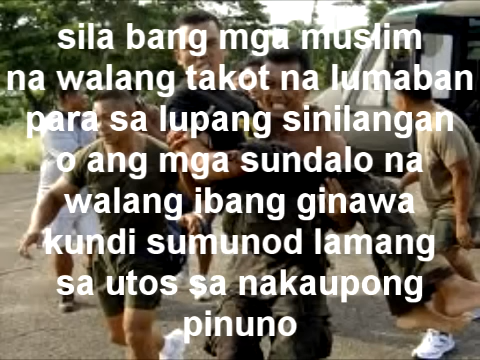 sila bang mga muslim
na walang takot na lumaban
para sa lupang sinilangan
o ang mga sundalo na
walang ibang ginawa
kundi sumunod lamang
sa utos sa nakaupong
pinuno